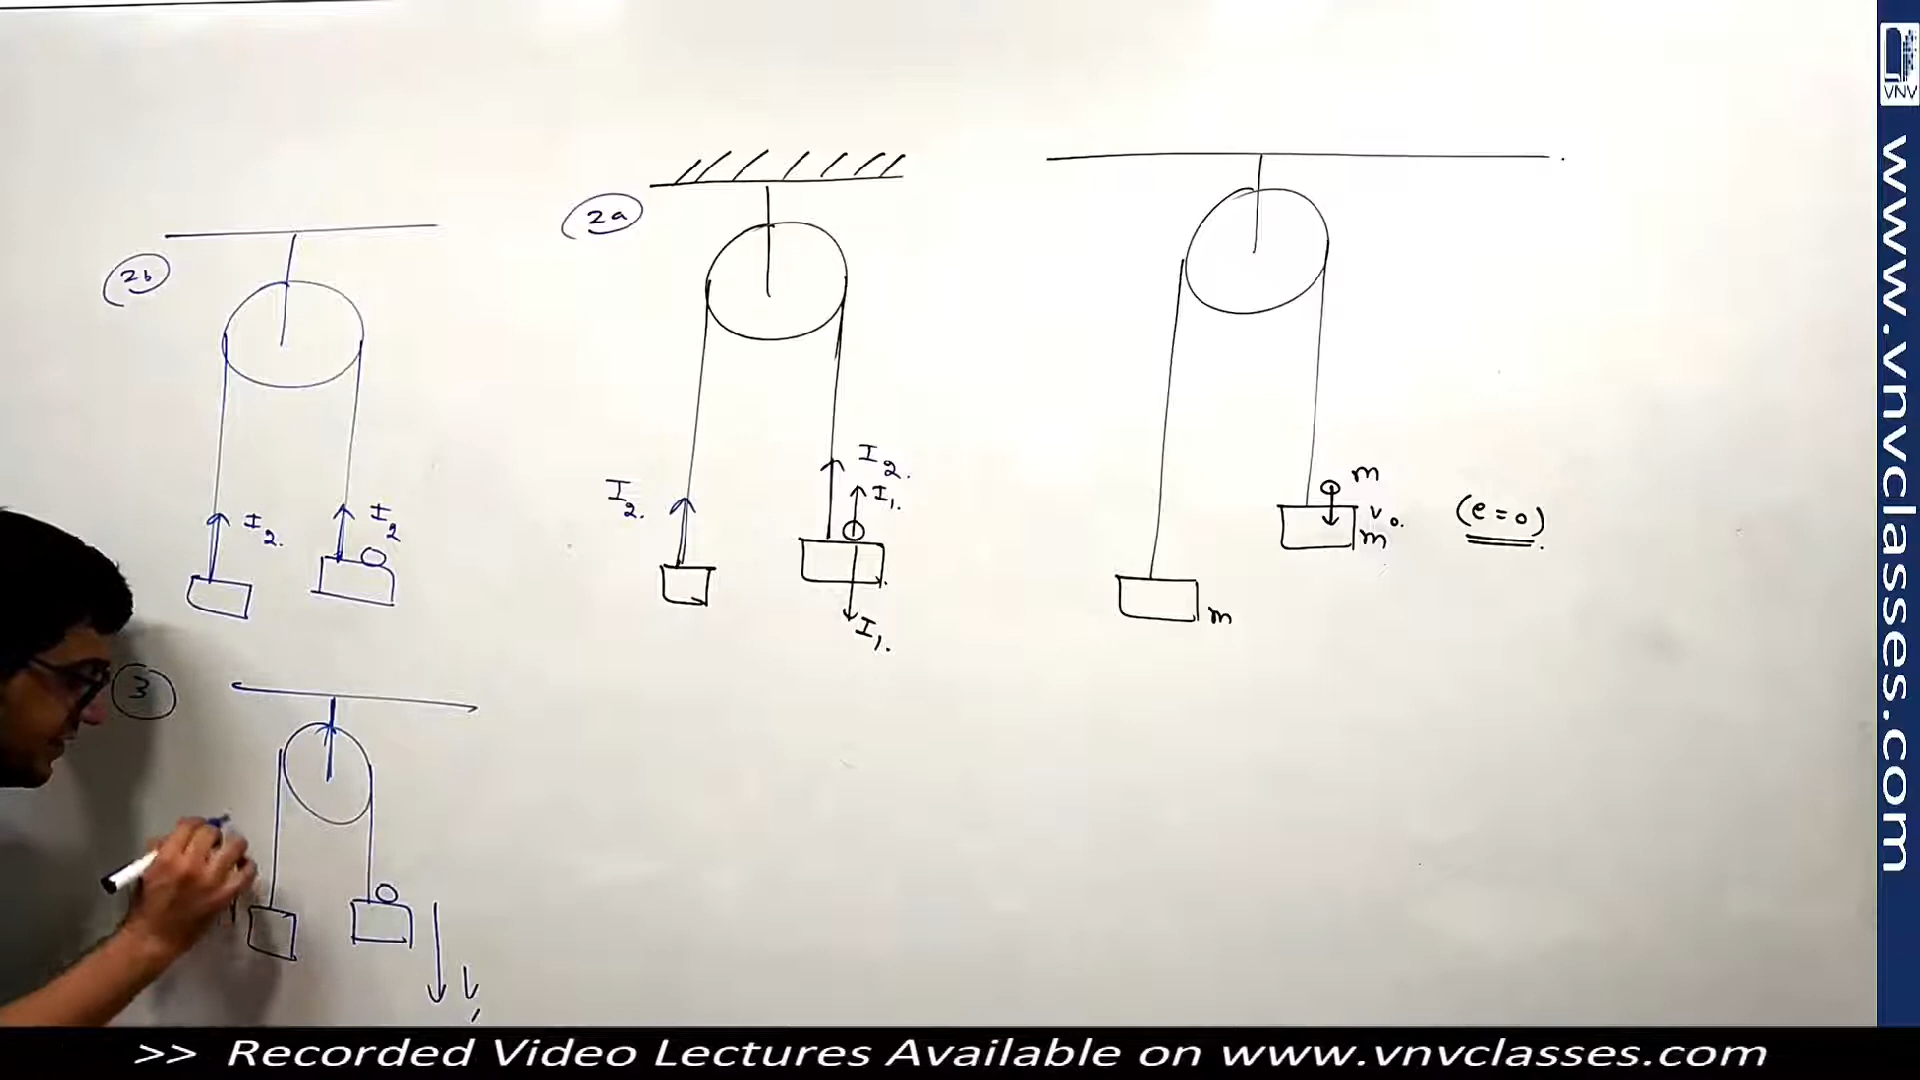 2b
I2.
I2
3
V,
2a
I2.
I2.
I1.
I1.
m
v0.
m
(e=0)
m
VNV
www.vnvclasses.com
>> Recorded Video Lectures Available on www.vnvclasses.com